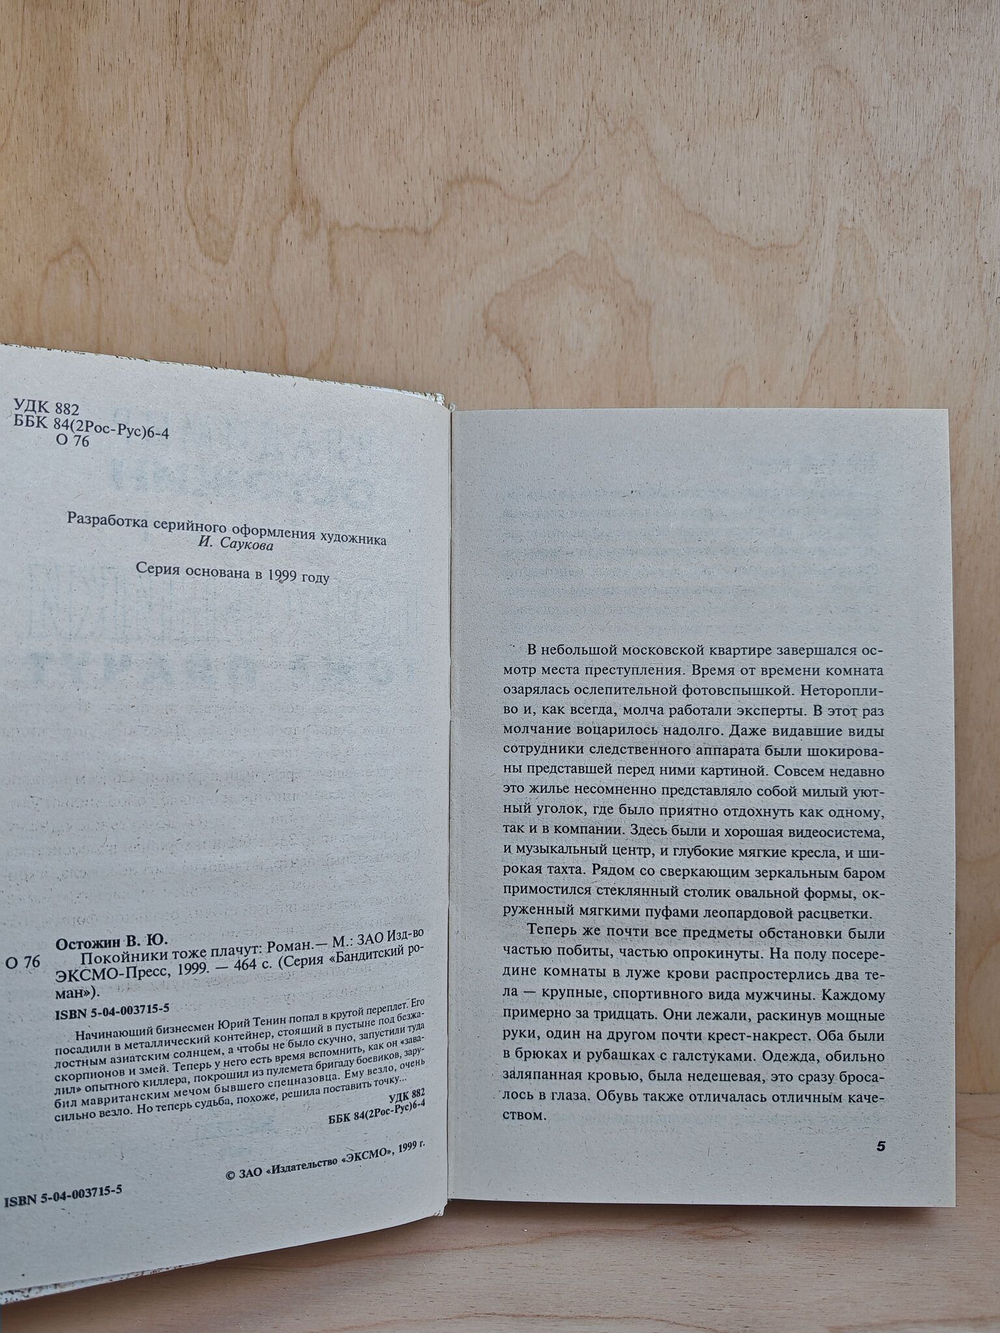 УДК 882
ББК 84(2Рос-Рус)6-4
О 76
Разработка серийного оформления художника
И. Саукова
Серия основана в 1999 году
Остожин В. Ю.
О 76
Покойники тоже плачут: Роман.— М.: ЗАО Изд-во
ЭКСМО-Пресс, 1999. — 464 с. (Серия «Бандитский ро-
ман»).
ISBN 5-04-003715-5
Начинающий бизнесмен Юрий Тенин попал в крутой переплет. Его
посадили в металлический контейнер, стоящий в пустыне под безжа-
лостным азиатским солнцем, а чтобы не было скучно, запустили туда
скорпионов и змей. Теперь у него есть время вспомнить, как он «зава-
лил» опытного киллера, покрошил из пулемета бригаду боевиков, зару-
бил мавританским мечом бывшего спецназовца. Ему везло, очень
сильно везло. Но теперь судьба, похоже, решила поставить точку...
УДК 882
ББК 84(2Рос-Рус)6-4
© ЗАО «Издательство «ЭКСМО», 1999 г.
ISBN 5-04-003715-5
В небольшой московской квартире завершался ос-
мотр места преступления. Время от времени комната
озарялась ослепительной фотовспышкой. Неторопли-
во и, как всегда, молча работали эксперты. В этот раз
молчание воцарилось надолго. Даже видавшие виды
сотрудники следственного аппарата были шокирова-
ны представшей перед ними картиной. Совсем недавно
это жилье несомненно представляло собой милый уют-
ный уголок, где было приятно отдохнуть как одному,
так и в компании. Здесь были и хорошая видеосистема,
и музыкальный центр, и глубокие мягкие кресла, и ши-
рокая тахта. Рядом со сверкающим зеркальным баром
примостился стеклянный столик овальной формы, ок-
руженный мягкими пуфами леопардовой расцветки.
Теперь же почти все предметы обстановки были
частью побиты, частью опрокинуты. На полу посере-
дине комнаты в луже крови распростерлись два те-
ла — крупные, спортивного вида мужчины. Каждому
примерно за тридцать. Они лежали, раскинув мощные
руки, один на другом почти крест-накрест. Оба были
в брюках и рубашках с галстуками. Одежда, обильно
заляпанная кровью, была недешевая, это сразу броса-
лось в глаза. Обувь также отличалась отличным каче-
ством.
5